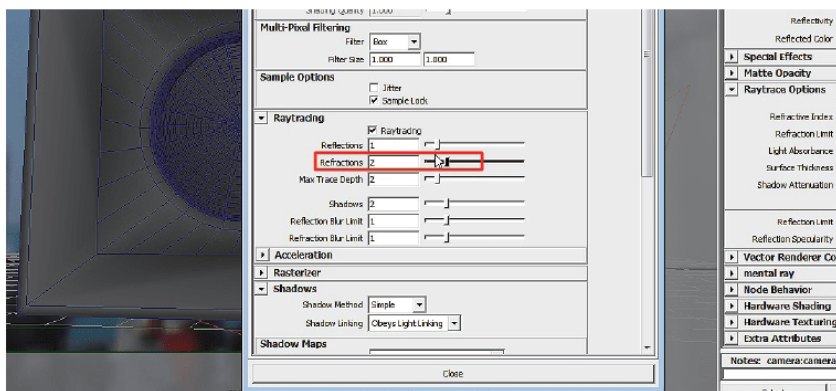 Shading Quality 1.000
Multi-Pixel Filtering
Filter Box
Filter Size 1.000 1.000
Sample Options
Jitter
Sample Lock
Raytracing
Raytracing
Reflections 1
Refractions 2
Max Trace Depth 2
Shadows 2
Reflection Blur Limit 1
Refraction Blur Limit 1
Acceleration
Rasterizer
Shadows
Shadow Method Simple
Shadow Linking Obeys Light Linking
Shadow Maps
Close
Reflectivity
Reflected Color
Special Effects
Matte Opacity
Raytrace Options
Refractive Index
Refraction Limit
Light Absorbance
Surface Thickness
Shadow Attenuation
Reflection Limit
Reflection Specularity
Vector Renderer Co
mental ray
Node Behavior
Hardware Shading
Hardware Texturing
Extra Attributes
Notes: camera:camera